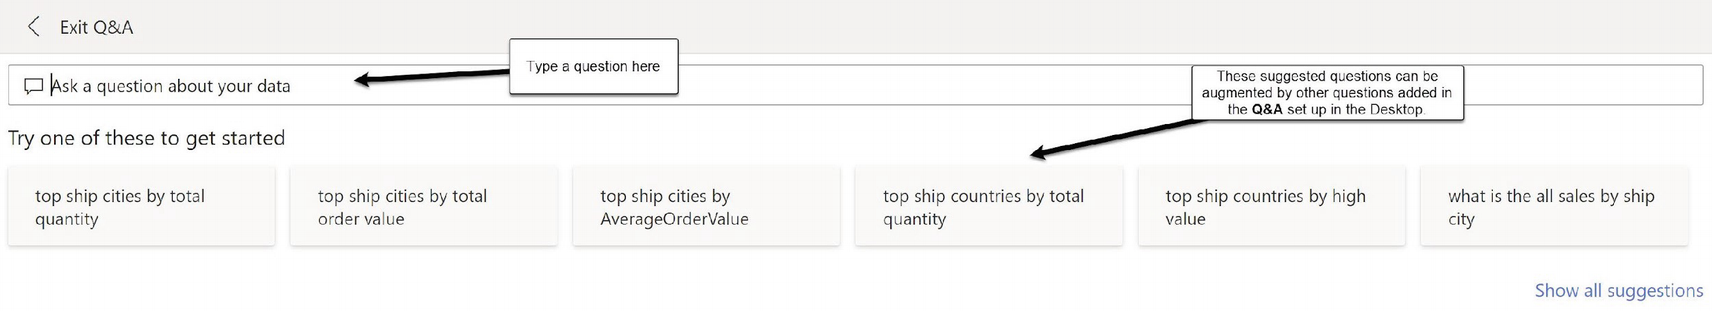 Exit Q&A
Type a question here
Ask a question about your data
These suggested questions can be
augmented by other questions added in
the Q&A set up in the Desktop.
Try one of these to get started
top ship cities by total
quantity
top ship cities by total
order value
top ship cities by
AverageOrderValue
top ship countries by total
quantity
top ship countries by high
value
what is the all sales by ship
city
Show all suggestions